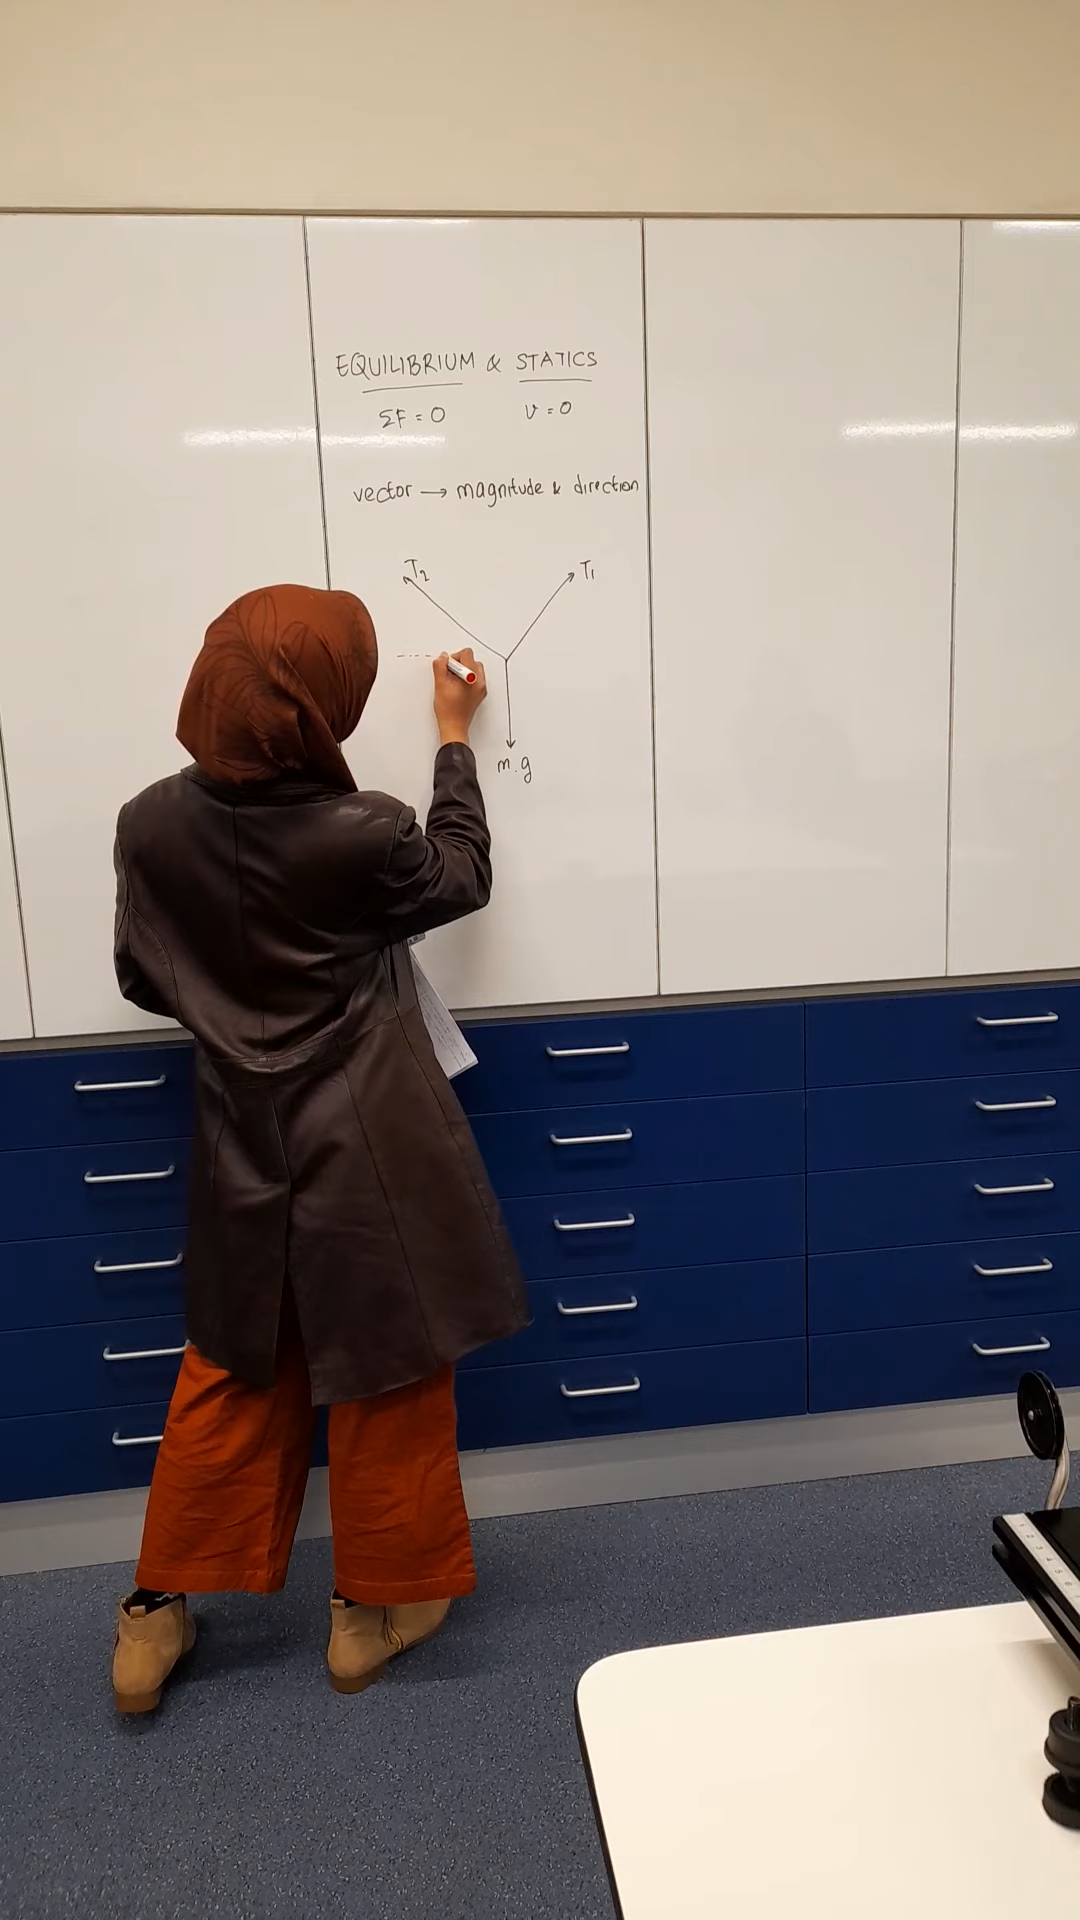 EQUILIBRIUM & STATICS
ΣF = 0 v = 0
vector → magnitude & direction
T₂ T₁
m.g